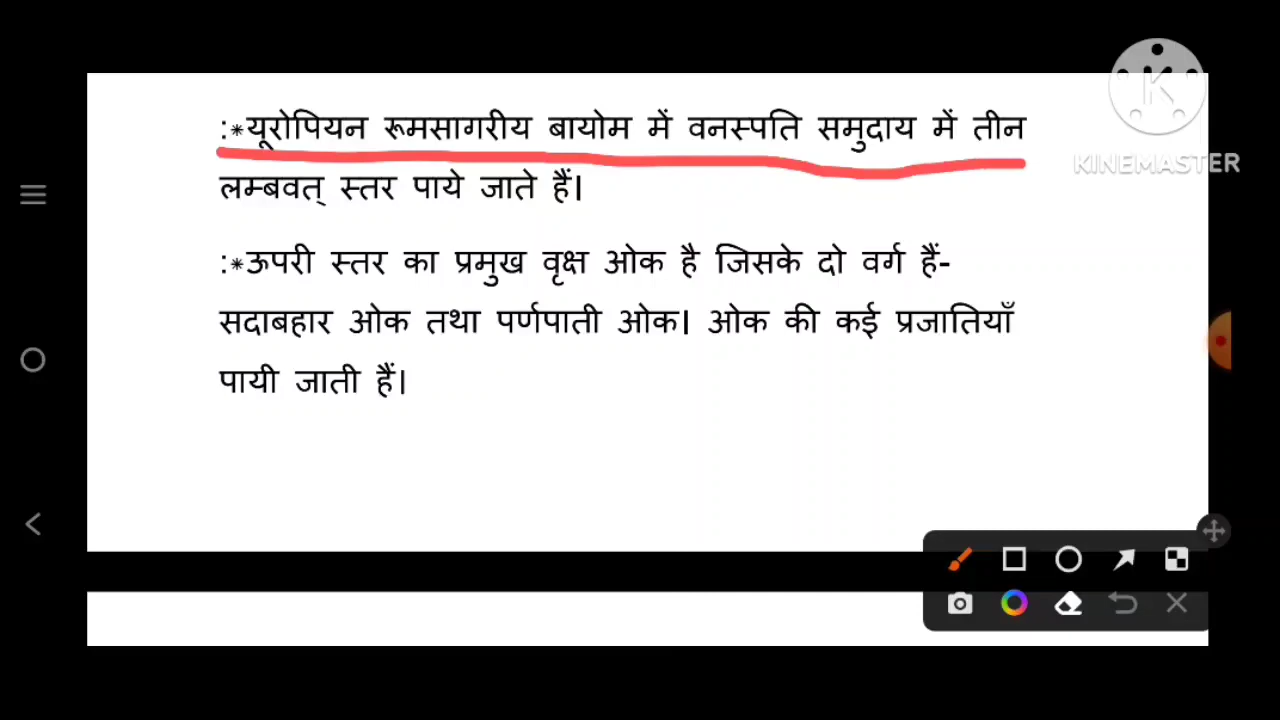 :*यूरोपियन रूमसागरीय बायोम में वनस्पति समुदाय में तीन
लम्बवत् स्तर पाये जाते हैं।
:*ऊपरी स्तर का प्रमुख वृक्ष ओक है जिसके दो वर्ग हैं-
सदाबहार ओक तथा पर्णपाती ओक। ओक की कई प्रजातियाँ
पायी जाती हैं।
KINEMASTER